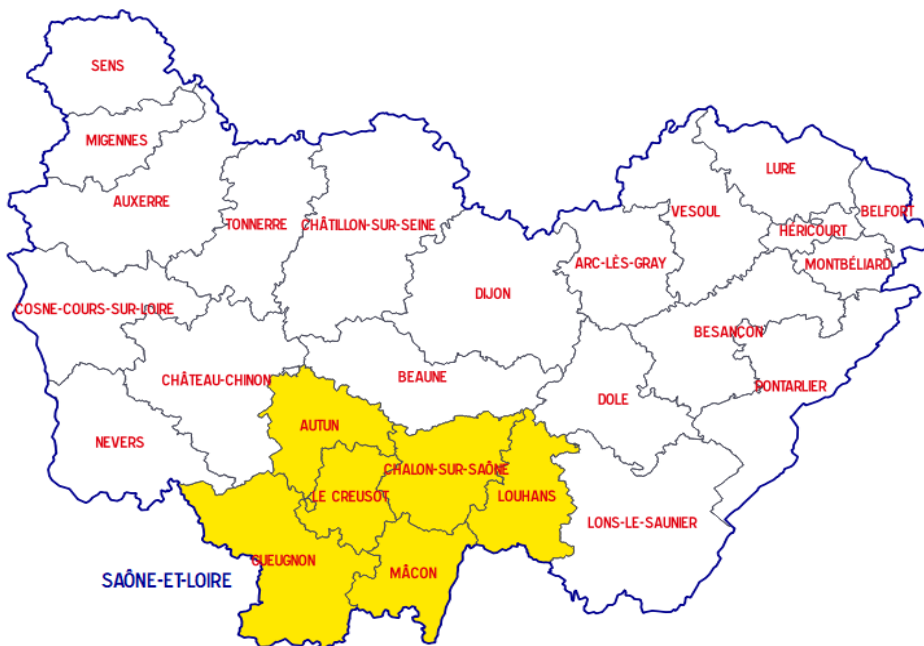 SENS
MIGENNES
LURE
AUXERRE
BELFORT
VESOUL
TONNERRE
CHÂTILLON-SUR-SEINE
HÉRICOURT
ARC-LÈS-GRAY
MONTBÉLIARD
DIJON
COSNE-COURS-SUR-LOIRE
BESANÇON
CHÂTEAU-CHINON
BEAUNE
PONTARLIER
DOLE
AUTUN
NEVERS
CHALON-SUR-SAÔNE
LE CREUSOT
LOUHANS
LONS-LE-SAUNIER
GUEUGNON
MÂCON
SAÔNE-ET-LOIRE